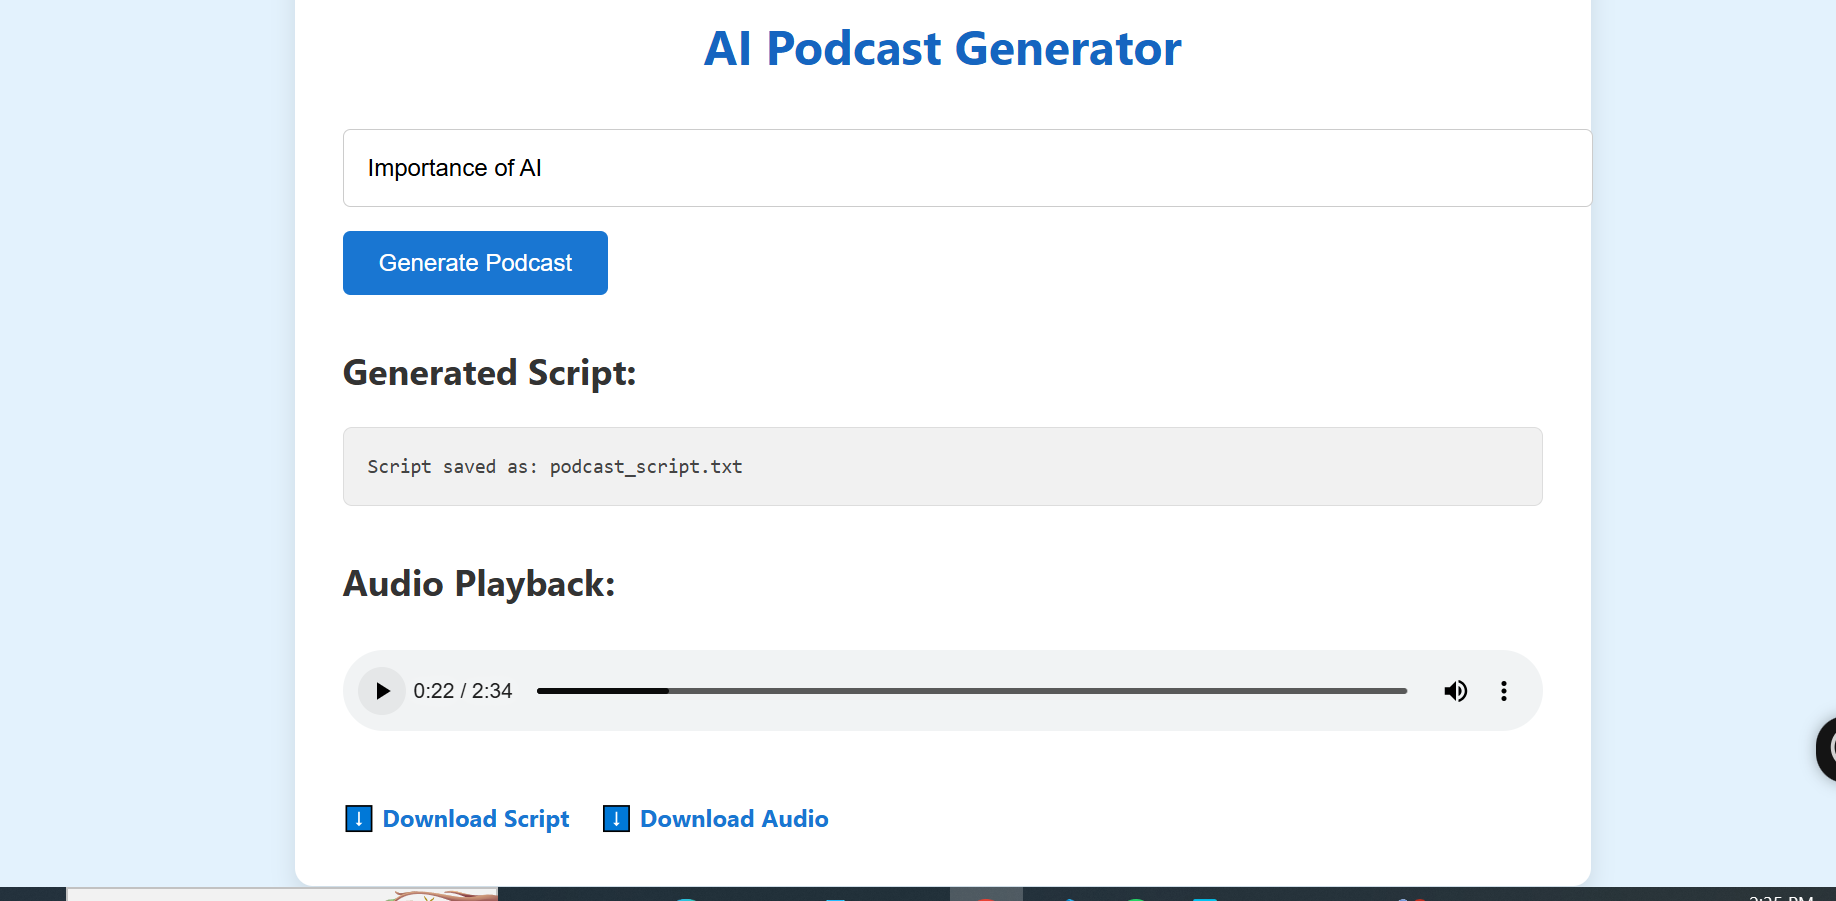 AI Podcast Generator
Importance of AI
Generate Podcast
Generated Script:
Script saved as: podcast_script.txt
Audio Playback:
0:22 / 2:34
Download Script Download Audio